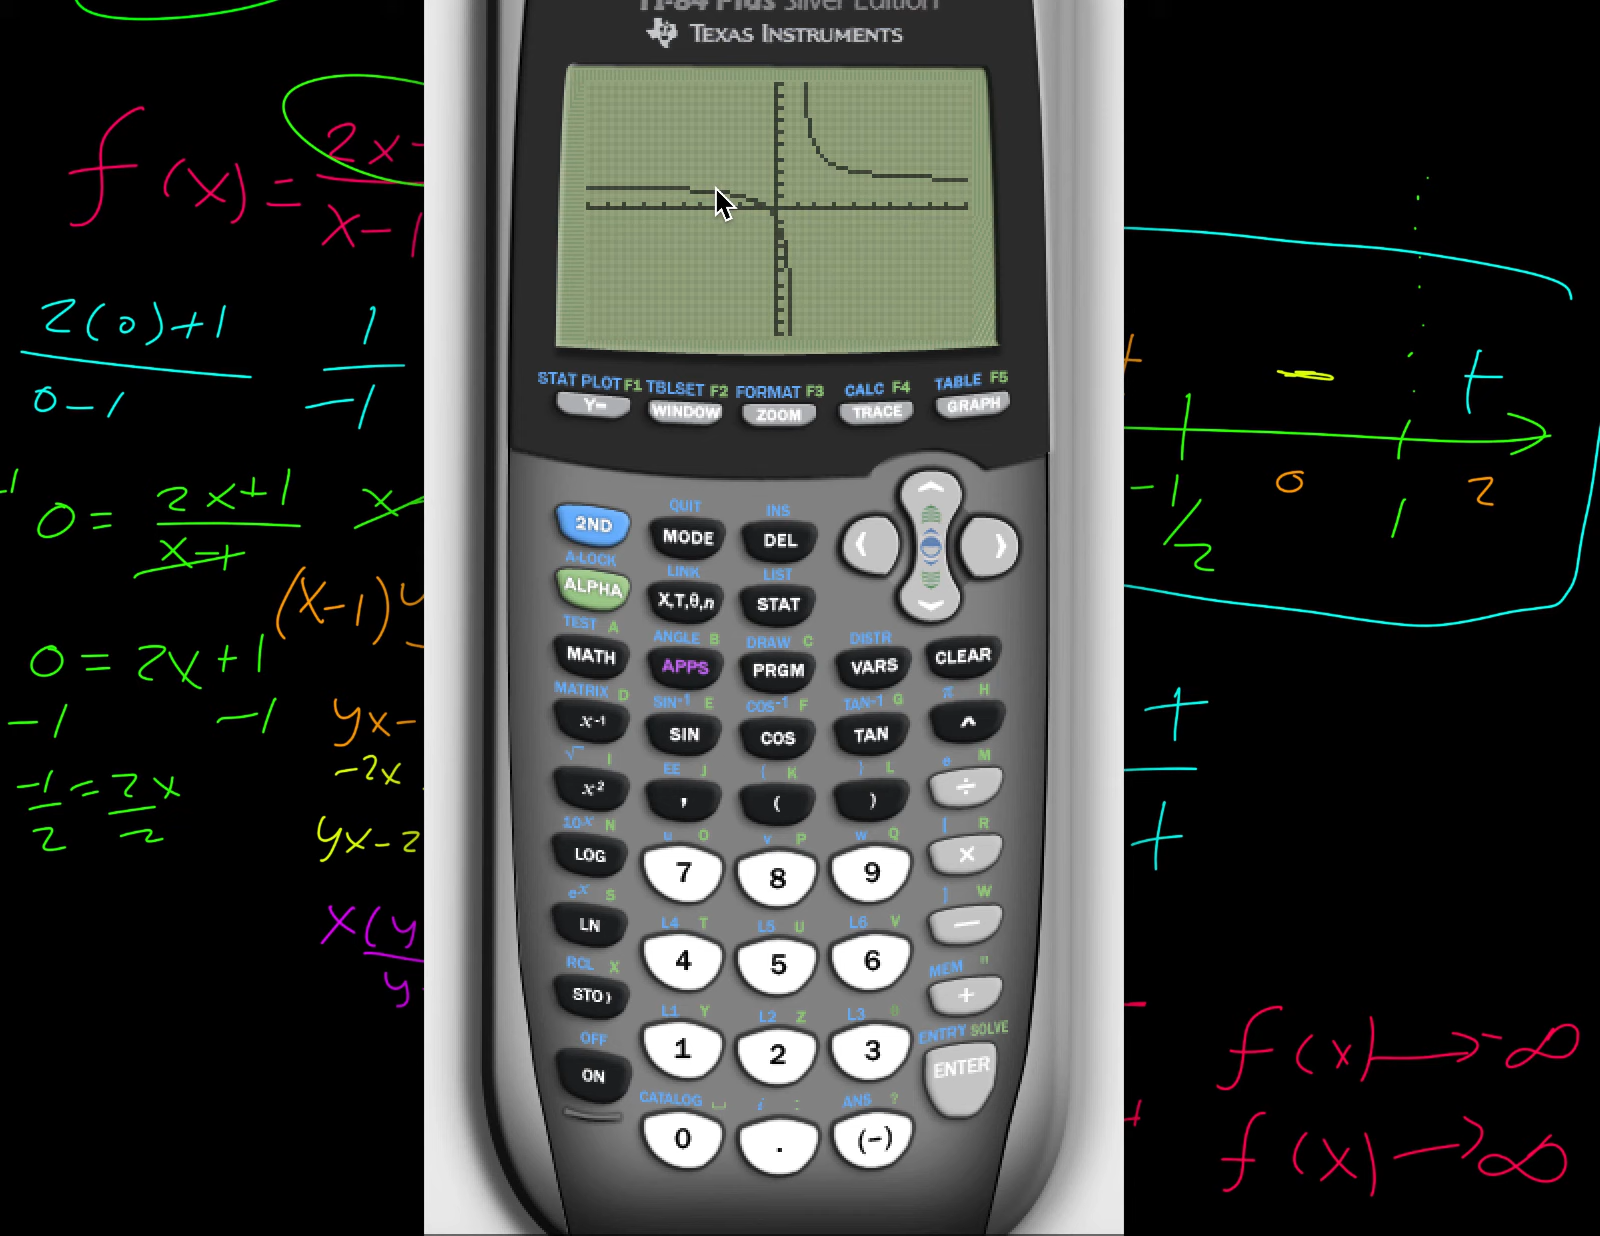 TI-84 Plus Silver Edition
TEXAS INSTRUMENTS
f(x) = 2x-
x-1
2(0)+1   1
0-1   -1
0 = 2x+1   x-
x-1
(x-1)y
0 = 2x+1
-1   -1
yx-
-2x
-1 = 2x
2   2
yx-2
x(y
y-
STAT PLOT F1 TBLSET F2 FORMAT F3 CALC F4 TABLE F5
Y= WINDOW ZOOM TRACE GRAPH
QUIT INS
2ND MODE DEL
A-LOCK LINK LIST
ALPHA X,T,θ,n STAT
TEST A ANGLE B DRAW C DISTR
MATH APPS PRGM VARS CLEAR
MATRIX D SIN⁻¹ E COS⁻¹ F TAN⁻¹ G π H
x⁻¹ SIN COS TAN ^
√ I EE J { K } L e M
x² , ( ) ÷
10ˣ N u O v P w Q [ R
LOG 7 8 9 ×
eˣ S L4 T L5 U L6 V ] W
LN 4 5 6 −
RCL X L1 Y L2 Z L3 θ MEM "
STO› 1 2 3 +
OFF CATALOG ␣ i : ANS ? ENTRY SOLVE
ON 0 . (-) ENTER
+ − +
-1/2 0 1 2
+
+
f(x)→-∞
f(x)→∞